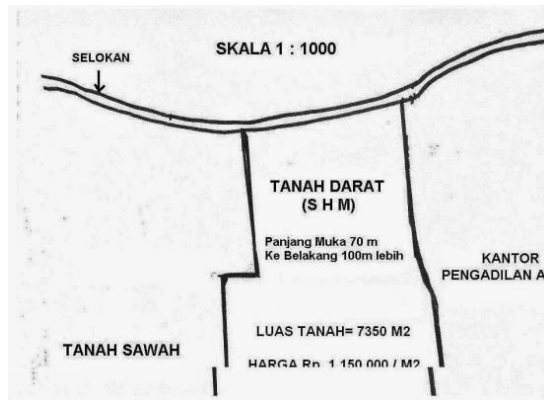 SKALA 1 : 1000
SELOKAN
TANAH DARAT
(S H M)
Panjang Muka 70 m
Ke Belakang 100m lebih
KANTOR
PENGADILAN A
LUAS TANAH= 7350 M2
TANAH SAWAH
HARGA Rp. 1.150.000 / M2